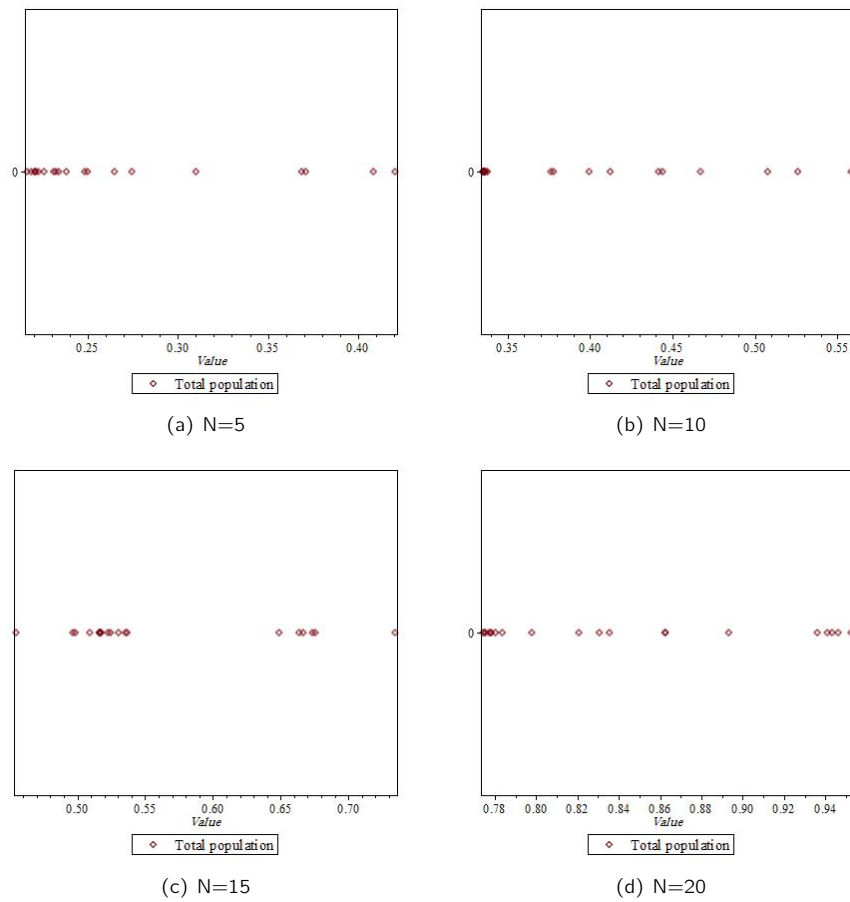 0
0.25 0.30 0.35 0.40
Value
Total population
(a) N=5
0
0.35 0.40 0.45 0.50 0.55
Value
Total population
(b) N=10
0.50 0.55 0.60 0.65 0.70
Value
Total population
(c) N=15
0
0.78 0.80 0.82 0.84 0.86 0.88 0.90 0.92 0.94
Value
Total population
(d) N=20